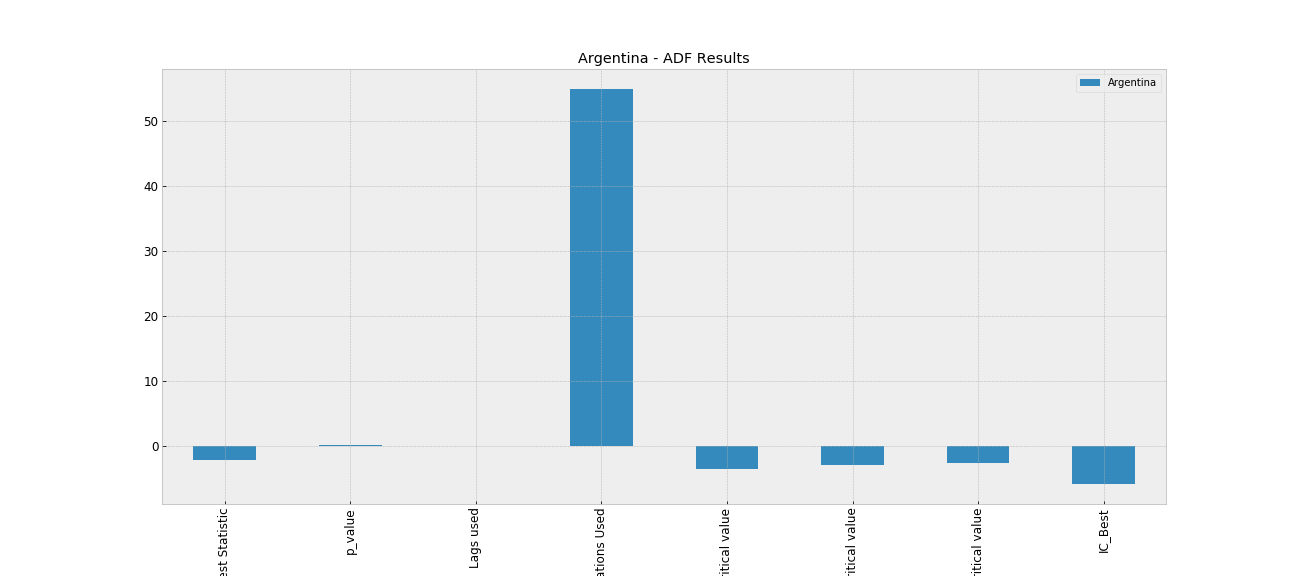 Argentina - ADF Results
Argentina
50
40
30
20
10
0
est Statistic
p_value
Lags used
ations Used
ritical value
ritical value
ritical value
IC_Best